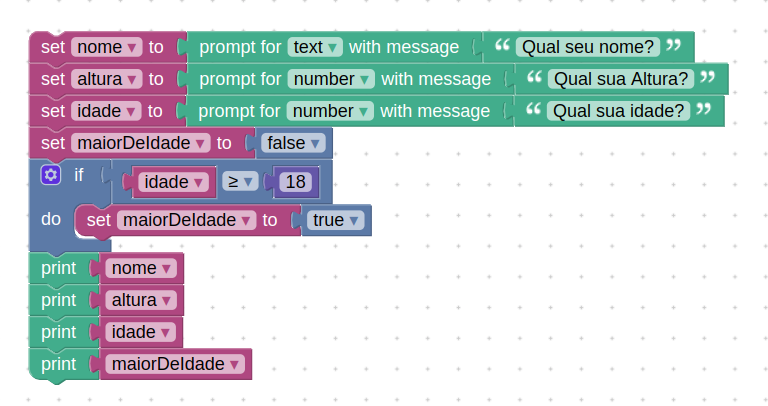 set nome to prompt for text with message “ Qual seu nome? ”
set altura to prompt for number with message “ Qual sua Altura? ”
set idade to prompt for number with message “ Qual sua idade? ”
set maiorDeIdade to false
if idade ≥ 18
do set maiorDeIdade to true
print nome
print altura
print idade
print maiorDeIdade